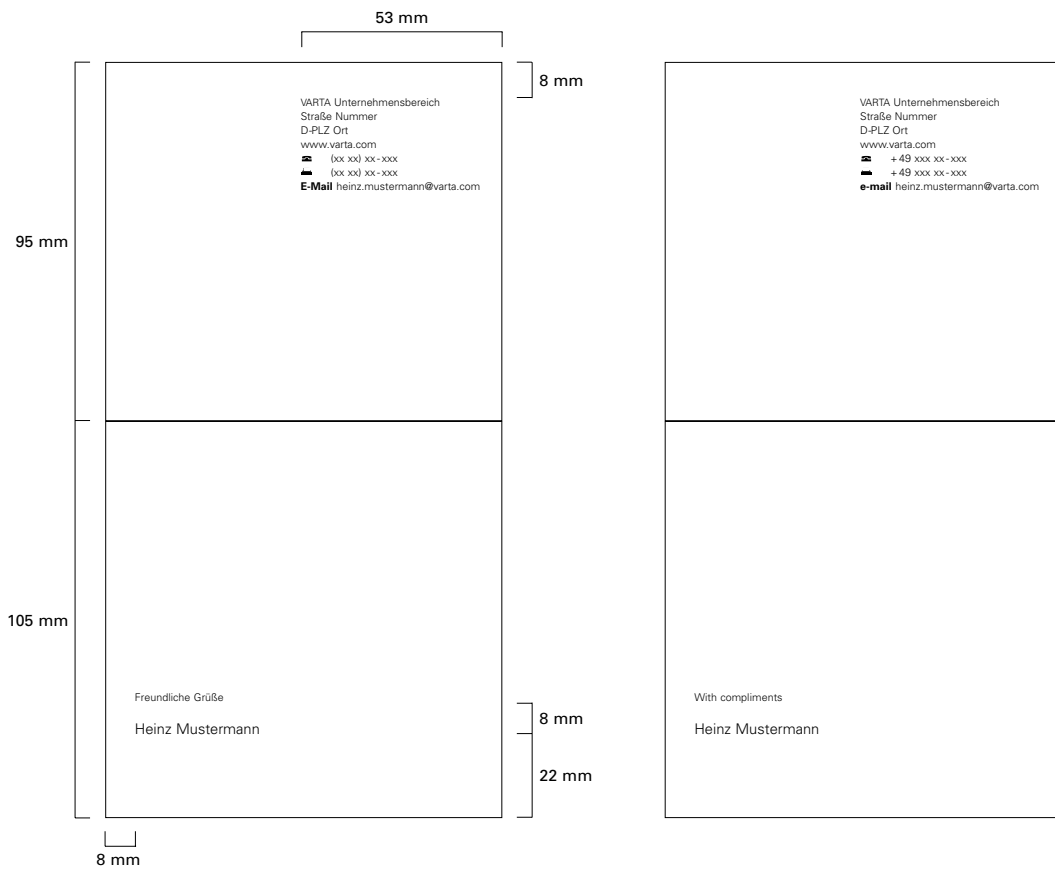 53 mm
8 mm
VARTA Unternehmensbereich
Straße Nummer
D-PLZ Ort
www.varta.com
(xx xx) xx-xxx
(xx xx) xx-xxx
E-Mail heinz.mustermann@varta.com
VARTA Unternehmensbereich
Straße Nummer
D-PLZ Ort
www.varta.com
+49 xxx xx-xxx
+49 xxx xx-xxx
e-mail heinz.mustermann@varta.com
95 mm
105 mm
Freundliche Grüße
Heinz Mustermann
8 mm
22 mm
With compliments
Heinz Mustermann
8 mm